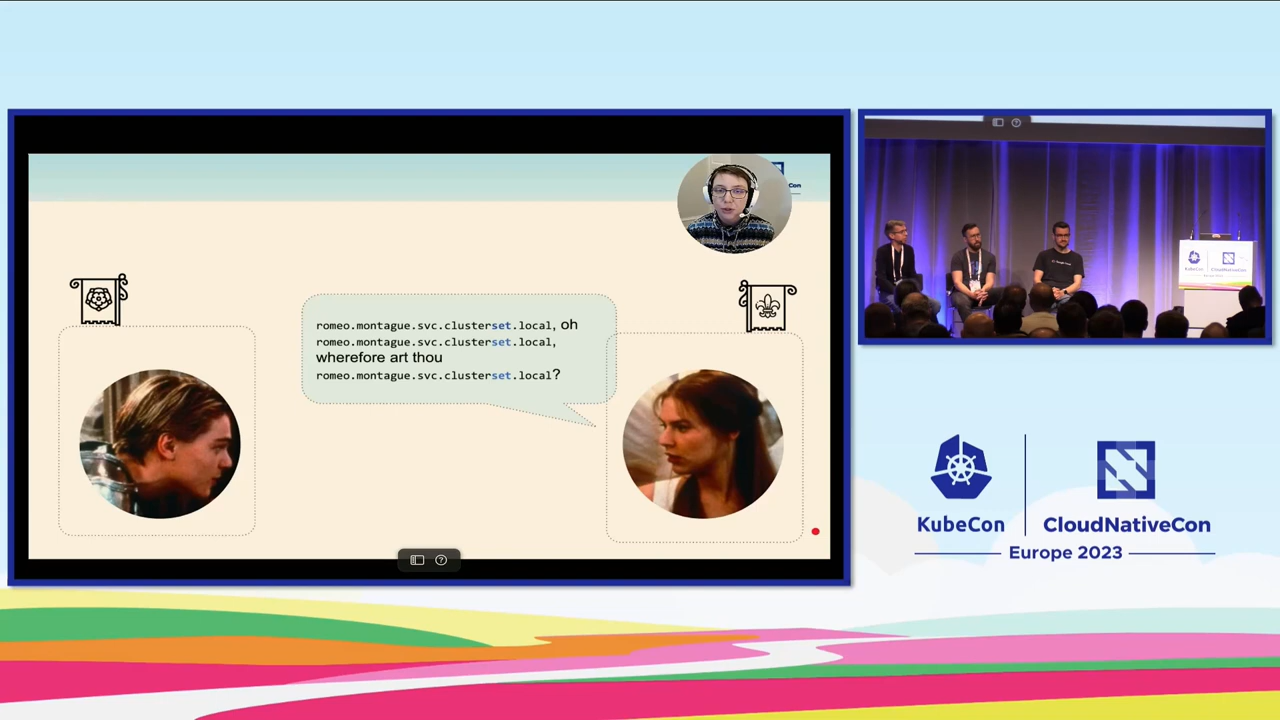 Con
romeo.montague.svc.clusterset.local, oh
romeo.montague.svc.clusterset.local,
wherefore art thou
romeo.montague.svc.clusterset.local?
KubeCon
CloudNativeCon
Europe 2023